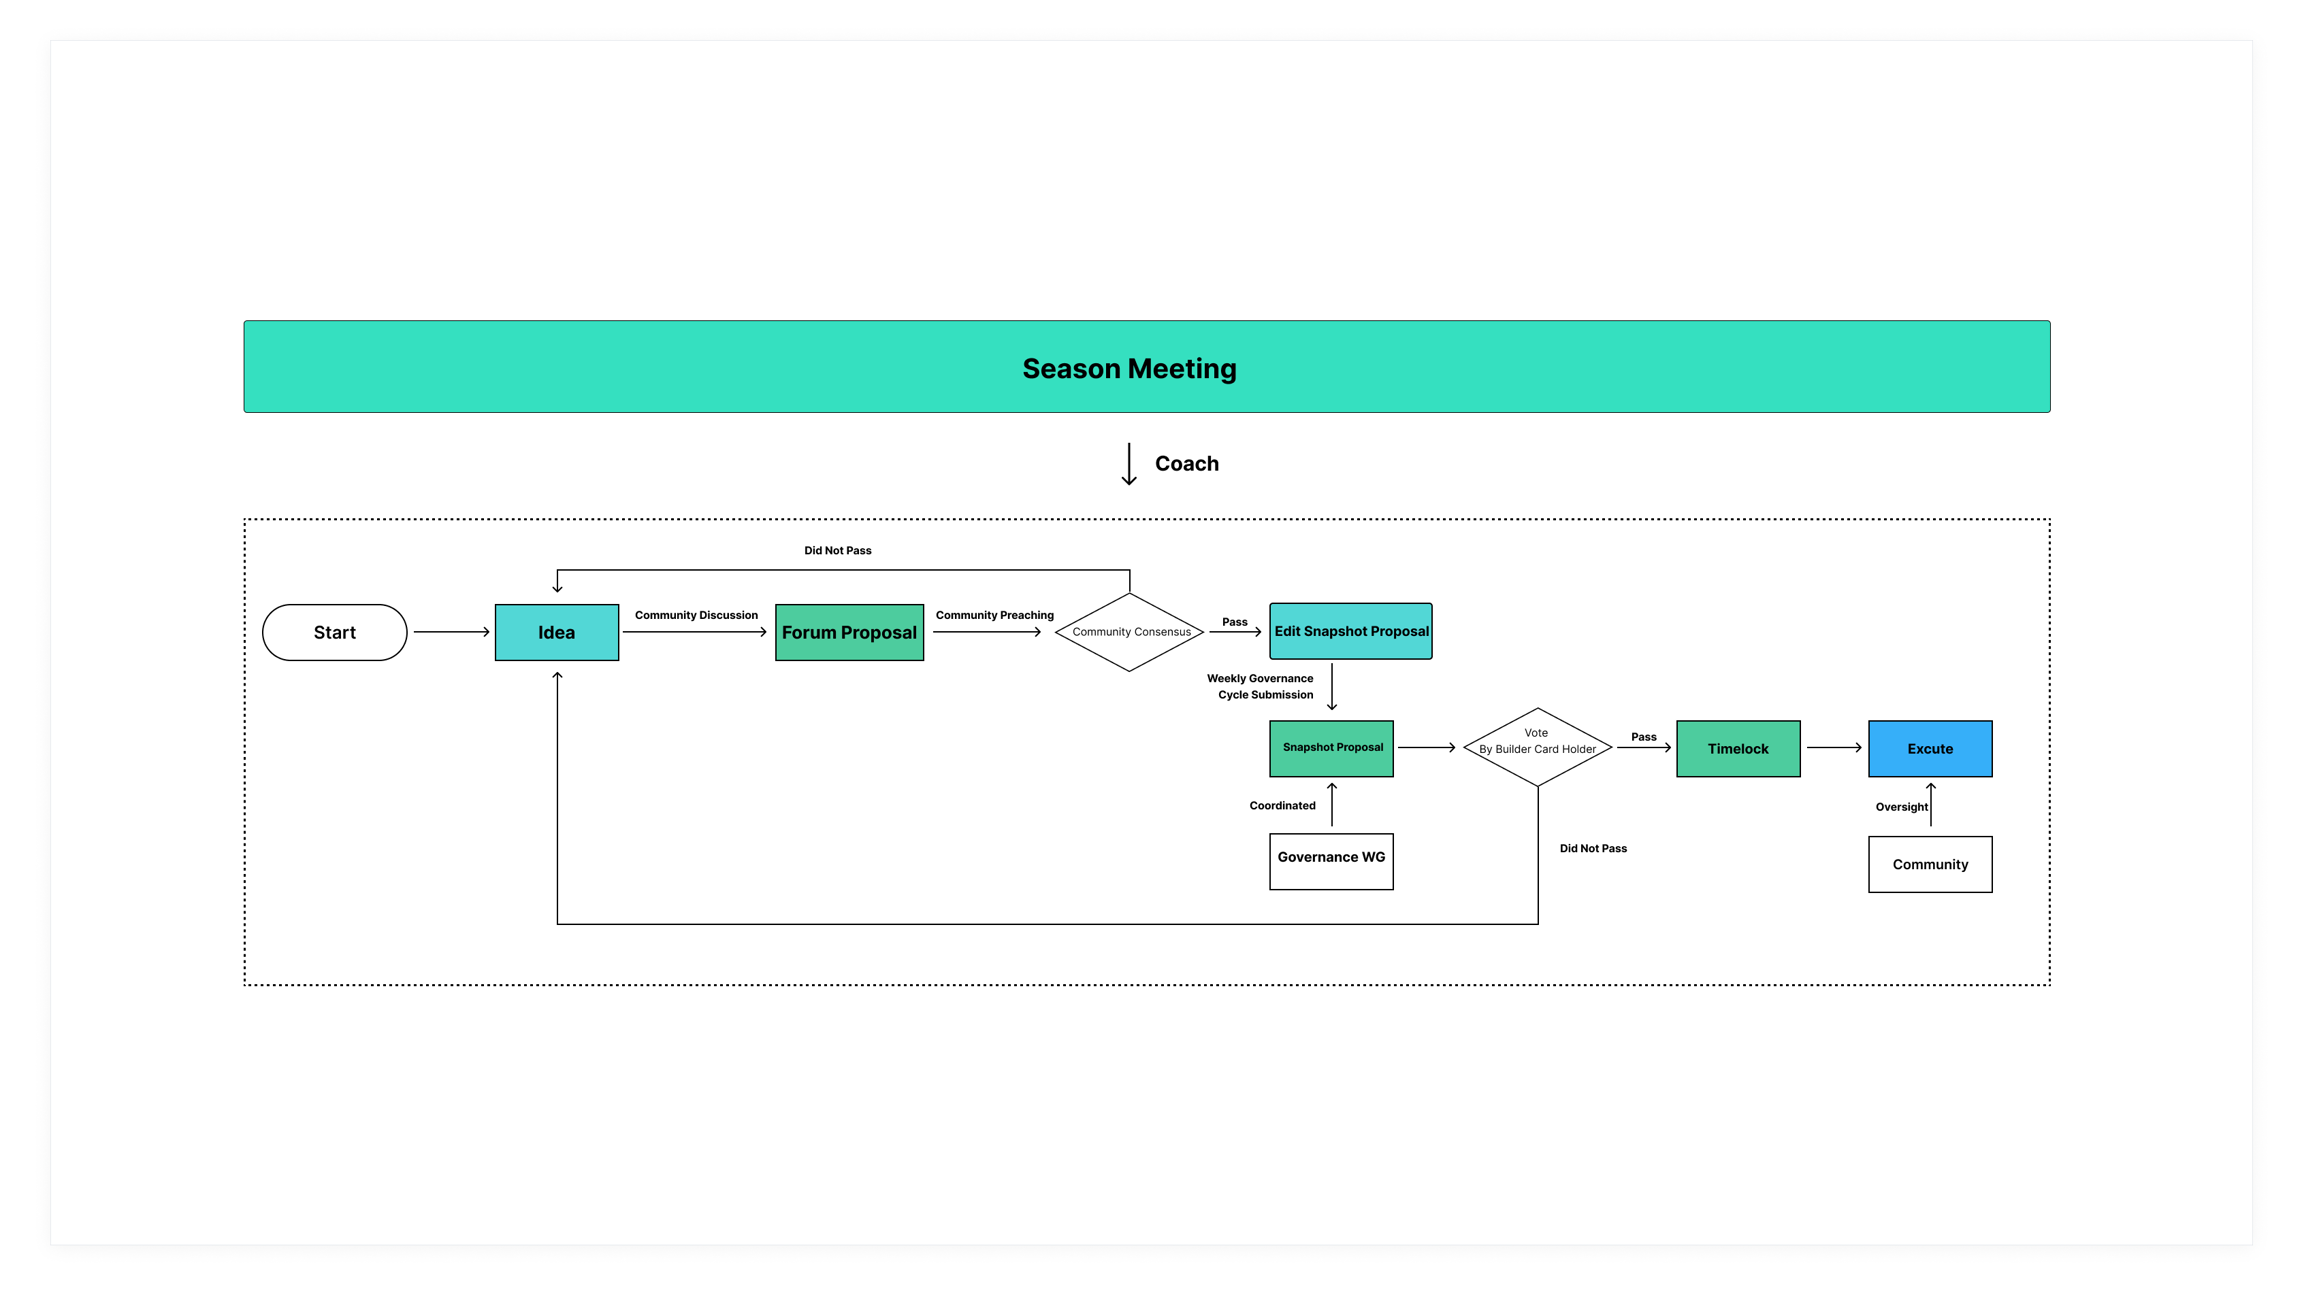 Season Meeting
Coach
Did Not Pass
Start
Idea
Community Discussion
Forum Proposal
Community Preaching
Community Consensus
Pass
Edit Snapshot Proposal
Weekly Governance
Cycle Submission
Snapshot Proposal
Vote
By Builder Card Holder
Pass
Timelock
Excute
Coordinated
Oversight
Governance WG
Did Not Pass
Community